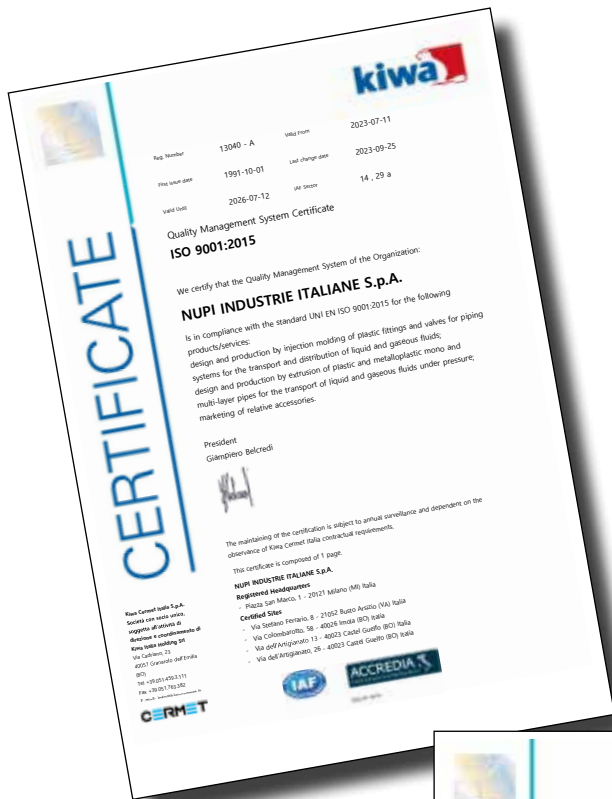 kiwa
Reg. Number 13040 - A Valid From 2023-07-11
First issue date 1991-10-01 Last change date 2023-09-25
Valid Until 2026-07-12 IAF Sector 14 , 29 a
CERTIFICATE
Quality Management System Certificate
ISO 9001:2015
We certify that the Quality Management System of the Organization:
NUPI INDUSTRIE ITALIANE S.p.A.
Is in compliance with the standard UNI EN ISO 9001:2015 for the following
products/services:
design and production by injection molding of plastic fittings and valves for piping
systems for the transport and distribution of liquid and gaseous fluids;
design and production by extrusion of plastic and metalloplastic mono and
multi-layer pipes for the transport of liquid and gaseous fluids under pressure;
marketing of relative accessories.
President
Giampiero Belcredi
The maintaining of the certification is subject to annual surveillance and dependent on the
observance of Kiwa Cermet Italia contractual requirements.
This certificate is composed of 1 page.
NUPI INDUSTRIE ITALIANE S.p.A.
Registered Headquarters
- Piazza San Marco, 1 - 20121 Milano (MI) Italia
Certified Sites
- Via Stefano Ferrario, 8 - 21052 Busto Arsizio (VA) Italia
- Via Colombarotto, 58 - 40026 Imola (BO) Italia
- Via dell'Artigianato 13 - 40023 Castel Guelfo (BO) Italia
- Via dell'Artigianato, 26 - 40023 Castel Guelfo (BO) Italia
Kiwa Cermet Italia S.p.A.
Società con socio unico,
soggetta all'attività di
direzione e coordinamento di
Kiwa Italia Holding Srl
Via Cadriano, 23
40057 Granarolo dell'Emilia
(BO)
Tel +39.051.459.3.111
Fax +39.051.763.382
CERMET
IAF
ACCREDIA